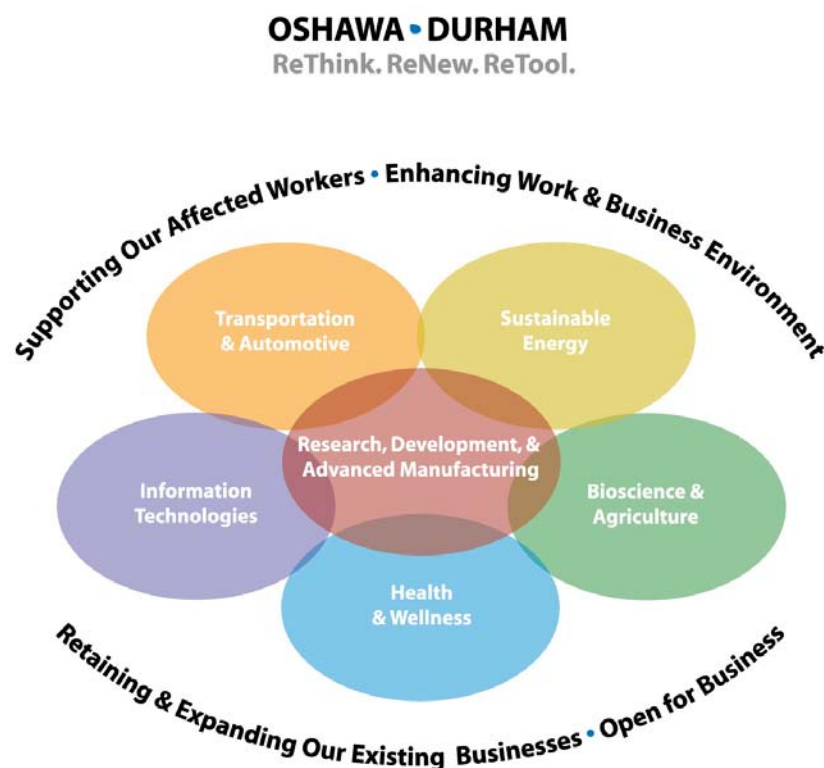 OSHAWA • DURHAM
ReThink. ReNew. ReTool.
Supporting Our Affected Workers • Enhancing Work & Business Environment
Transportation
& Automotive
Sustainable
Energy
Research, Development, &
Advanced Manufacturing
Information
Technologies
Bioscience &
Agriculture
Health
& Wellness
Retaining & Expanding Our Existing Businesses • Open for Business